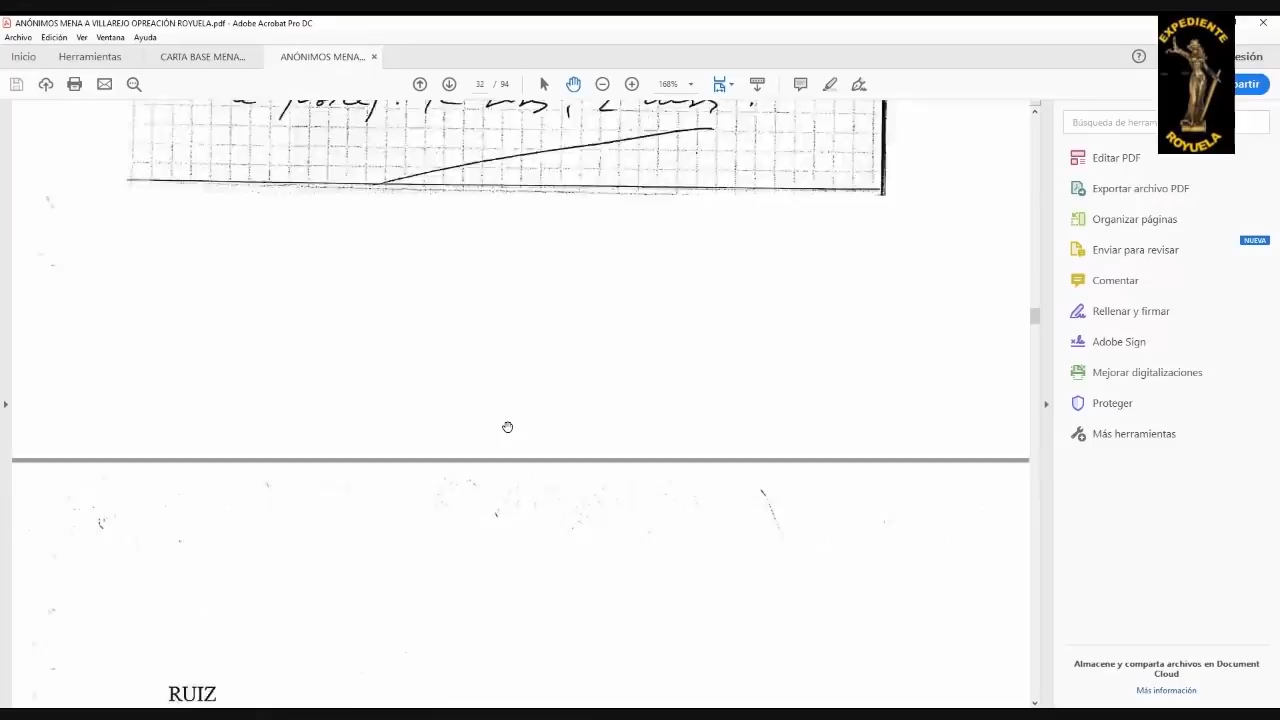 ANÓNIMOS MENA A VILLAREJO OPREACIÓN ROYUELA.pdf - Adobe Acrobat Pro DC
Archivo Edición Ver Ventana Ayuda
Inicio Herramientas CARTA BASE MENA... ANÓNIMOS MENA... ×
esión
32 / 94 168%
partir
EXPEDIENTE
ROYUELA
Búsqueda de herram
Editar PDF
Exportar archivo PDF
Organizar páginas
Enviar para revisar
NUEVA
Comentar
Rellenar y firmar
Adobe Sign
Mejorar digitalizaciones
Proteger
Más herramientas
RUIZ
Almacene y comparta archivos en Document
Cloud
Más información